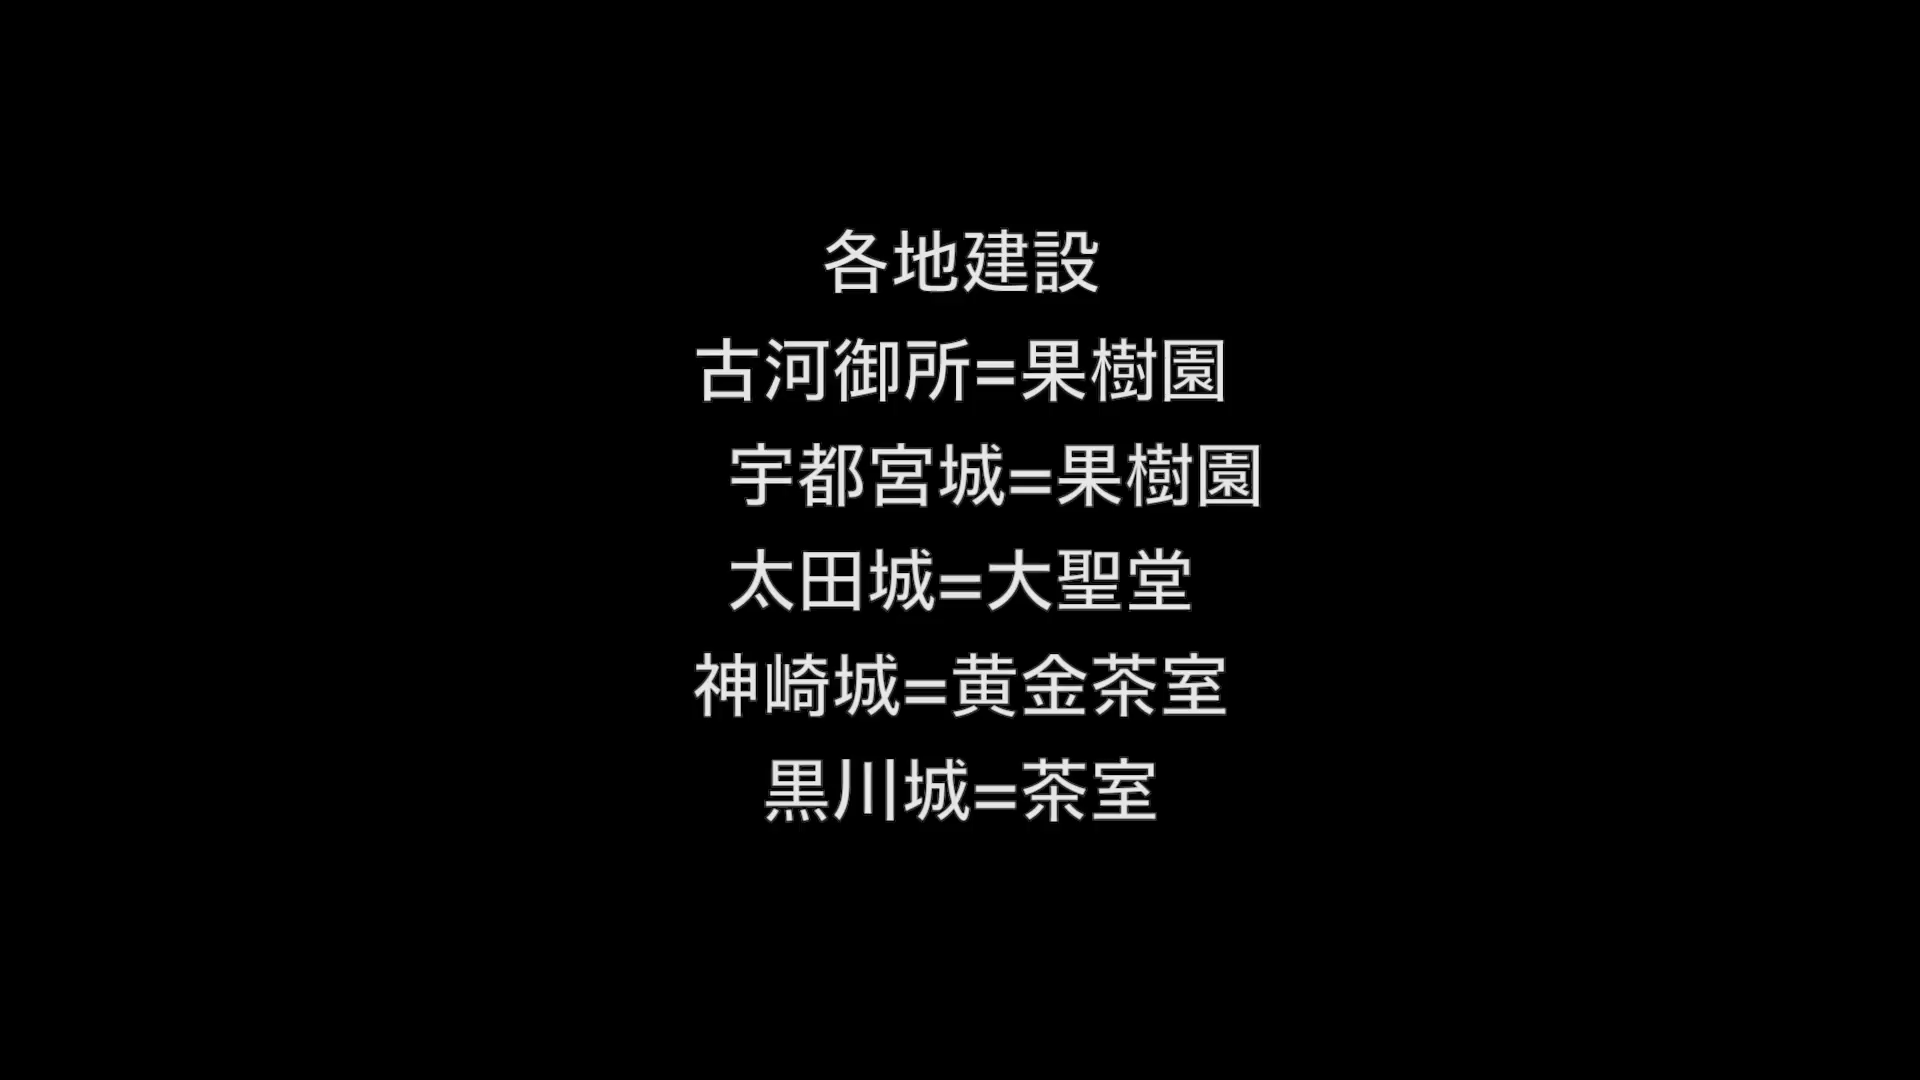 各地建設
古河御所=果樹園
宇都宮城=果樹園
太田城=大聖堂
神崎城=黄金茶室
黒川城=茶室